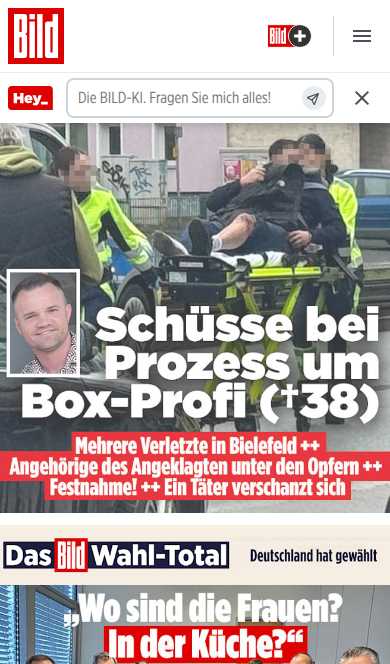 Bild
Bild
Hey_
Die BILD-KI. Fragen Sie mich alles!
Schüsse bei
Prozess um
Box-Profi (†38)
Mehrere Verletzte in Bielefeld ++
Angehörige des Angeklagten unter den Opfern ++
Festnahme! ++ Ein Täter verschanzt sich
Das Bild Wahl-Total
Deutschland hat gewählt
„Wo sind die Frauen?
In der Küche?“